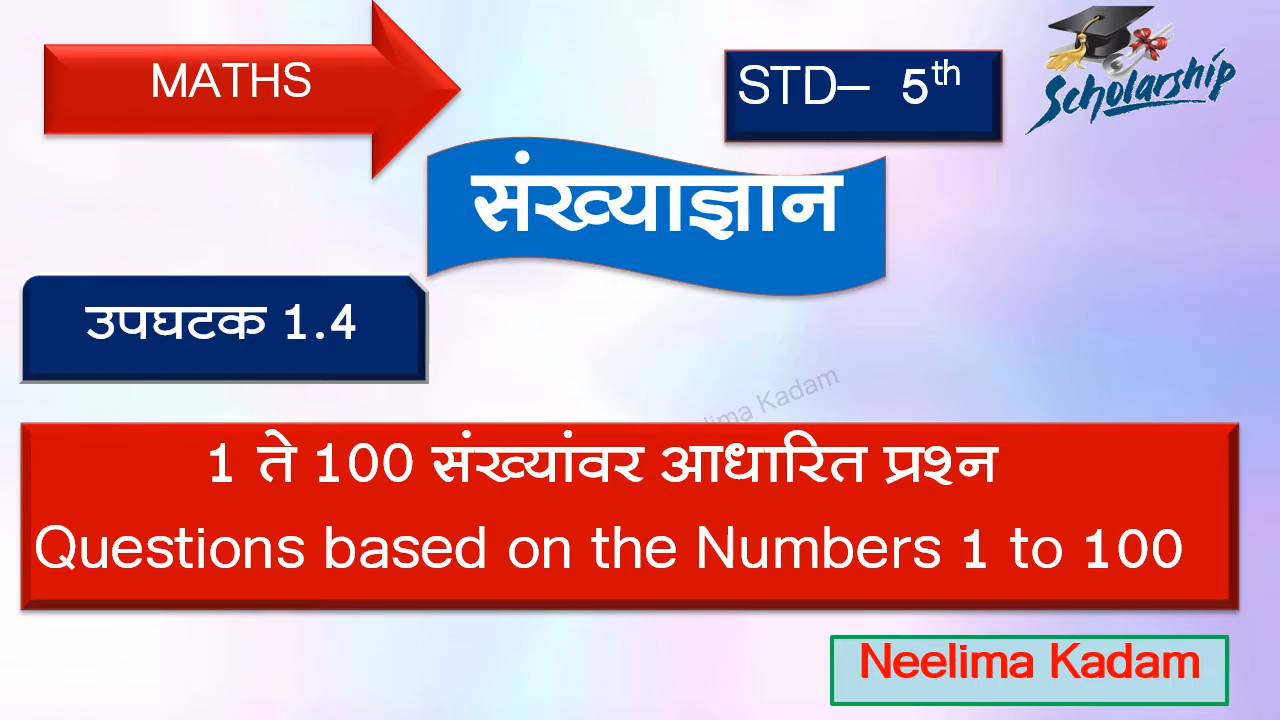 MATHS
STD– 5th
Scholarship
संख्याज्ञान
उपघटक 1.4
Kadam
1 ते 100 संख्यांवर आधारित प्रश्न
Questions based on the Numbers 1 to 100
Neelima Kadam